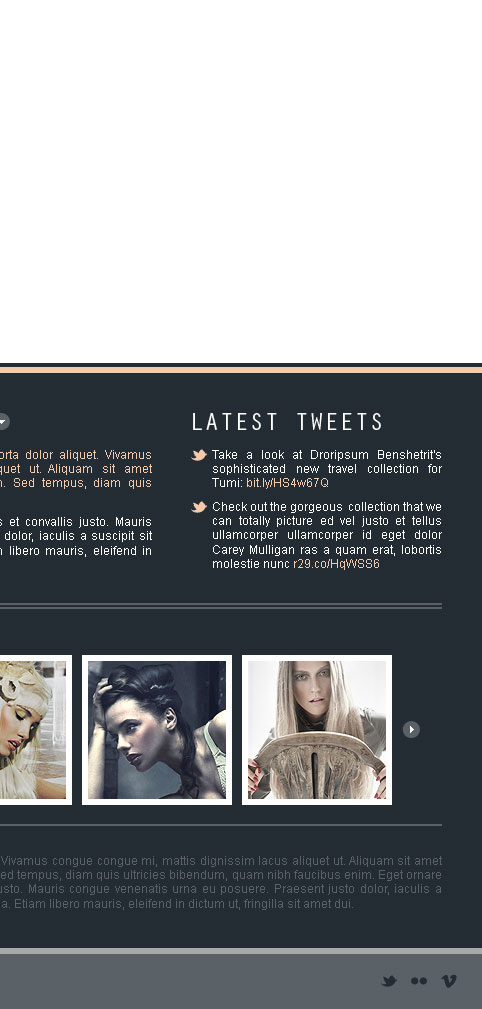 LATEST TWEETS
orta dolor aliquet. Vivamus
quet ut. Aliquam sit amet
. Sed tempus, diam quis
s et convallis justo. Mauris
dolor, iaculis a suscipit sit
libero mauris, eleifend in
Take a look at Droripsum Benshetrit's
sophisticated new travel collection for
Tumi: bit.ly/HS4w67Q
Check out the gorgeous collection that we
can totally picture ed vel justo et tellus
ullamcorper ullamcorper id eget dolor
Carey Mulligan ras a quam erat, lobortis
molestie nunc r29.co/HqWSS6
Vivamus congue congue mi, mattis dignissim lacus aliquet ut. Aliquam sit amet
ed tempus, diam quis ultricies bibendum, quam nibh faucibus enim. Eget ornare
usto. Mauris congue venenatis urna eu posuere. Praesent justo dolor, iaculis a
a. Etiam libero mauris, eleifend in dictum ut, fringilla sit amet dui.